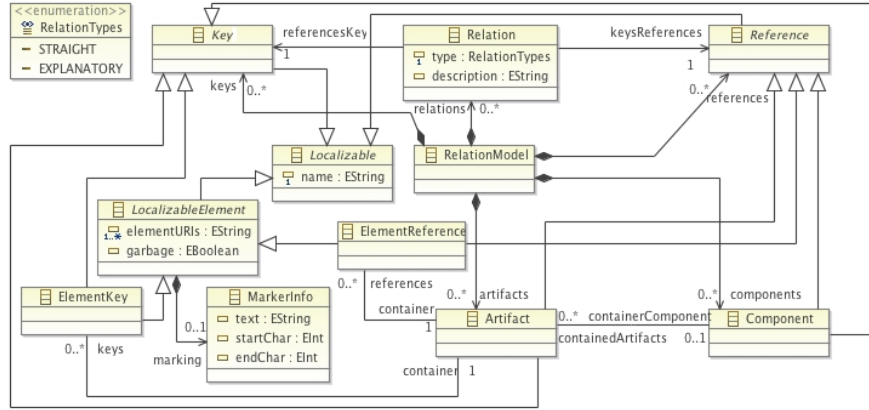 <<enumeration>>
RelationTypes
STRAIGHT
EXPLANATORY
Key
referencesKey
1
keys
0..*
Relation
type : RelationTypes
1
description : EString
relations
0..*
keysReferences
1
Reference
0..*
references
Localizable
name : EString
1
RelationModel
LocalizableElement
elementURIs : EString
1..*
garbage : EBoolean
ElementReference
0..*
references
container
1
0..*
artifacts
0..*
components
ElementKey
0..*
keys
MarkerInfo
text : EString
startChar : EInt
endChar : EInt
0..1
marking
Artifact
container
1
0..*
containerComponent
containedArtifacts
0..1
Component